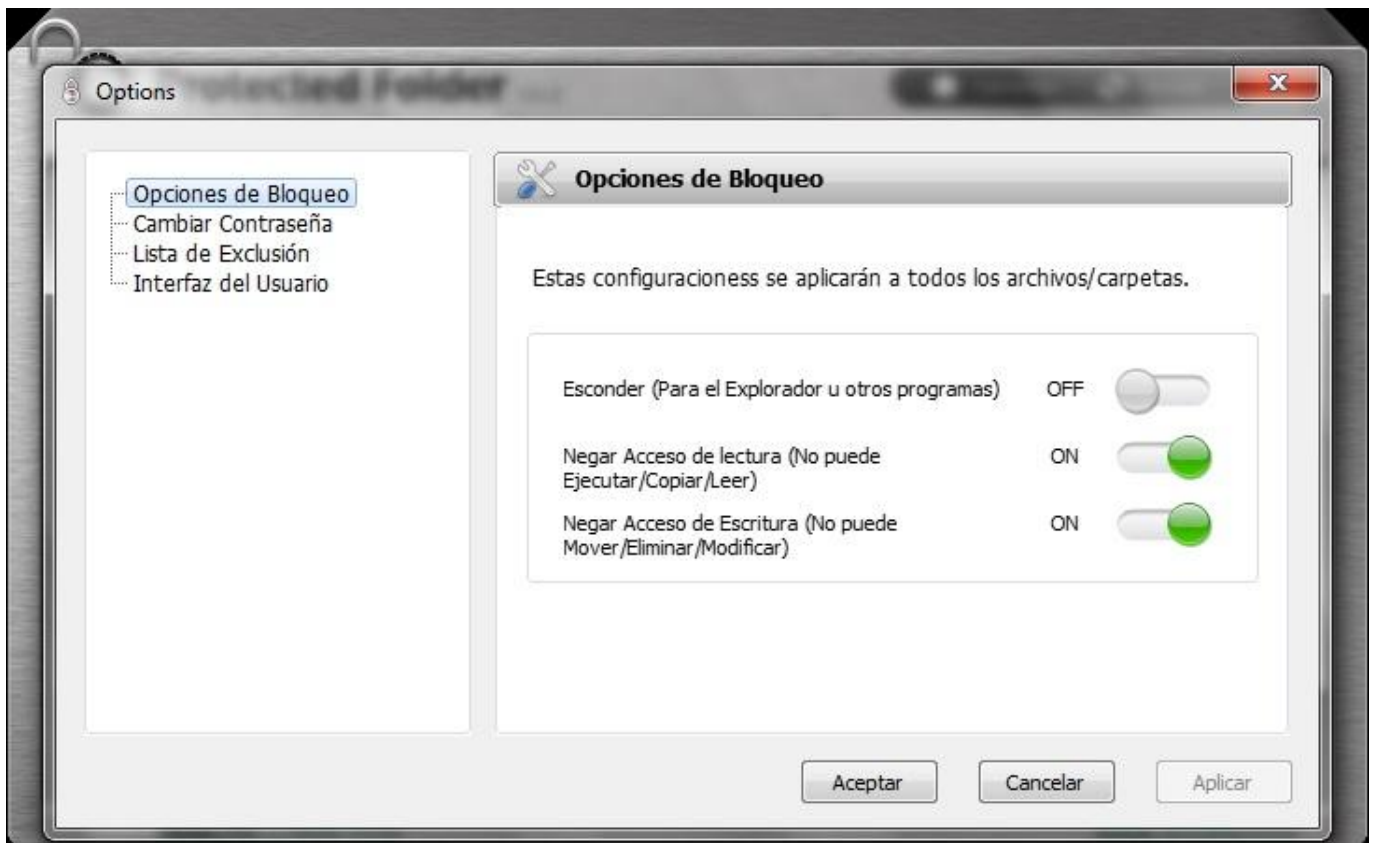 Protected Folder
Options
x
Opciones de Bloqueo
Cambiar Contraseña
Lista de Exclusión
Interfaz del Usuario
Opciones de Bloqueo
Estas configuracioness se aplicarán a todos los archivos/carpetas.
Esconder (Para el Explorador u otros programas) OFF
Negar Acceso de lectura (No puede ON
Ejecutar/Copiar/Leer)
Negar Acceso de Escritura (No puede ON
Mover/Eliminar/Modificar)
Aceptar Cancelar Aplicar